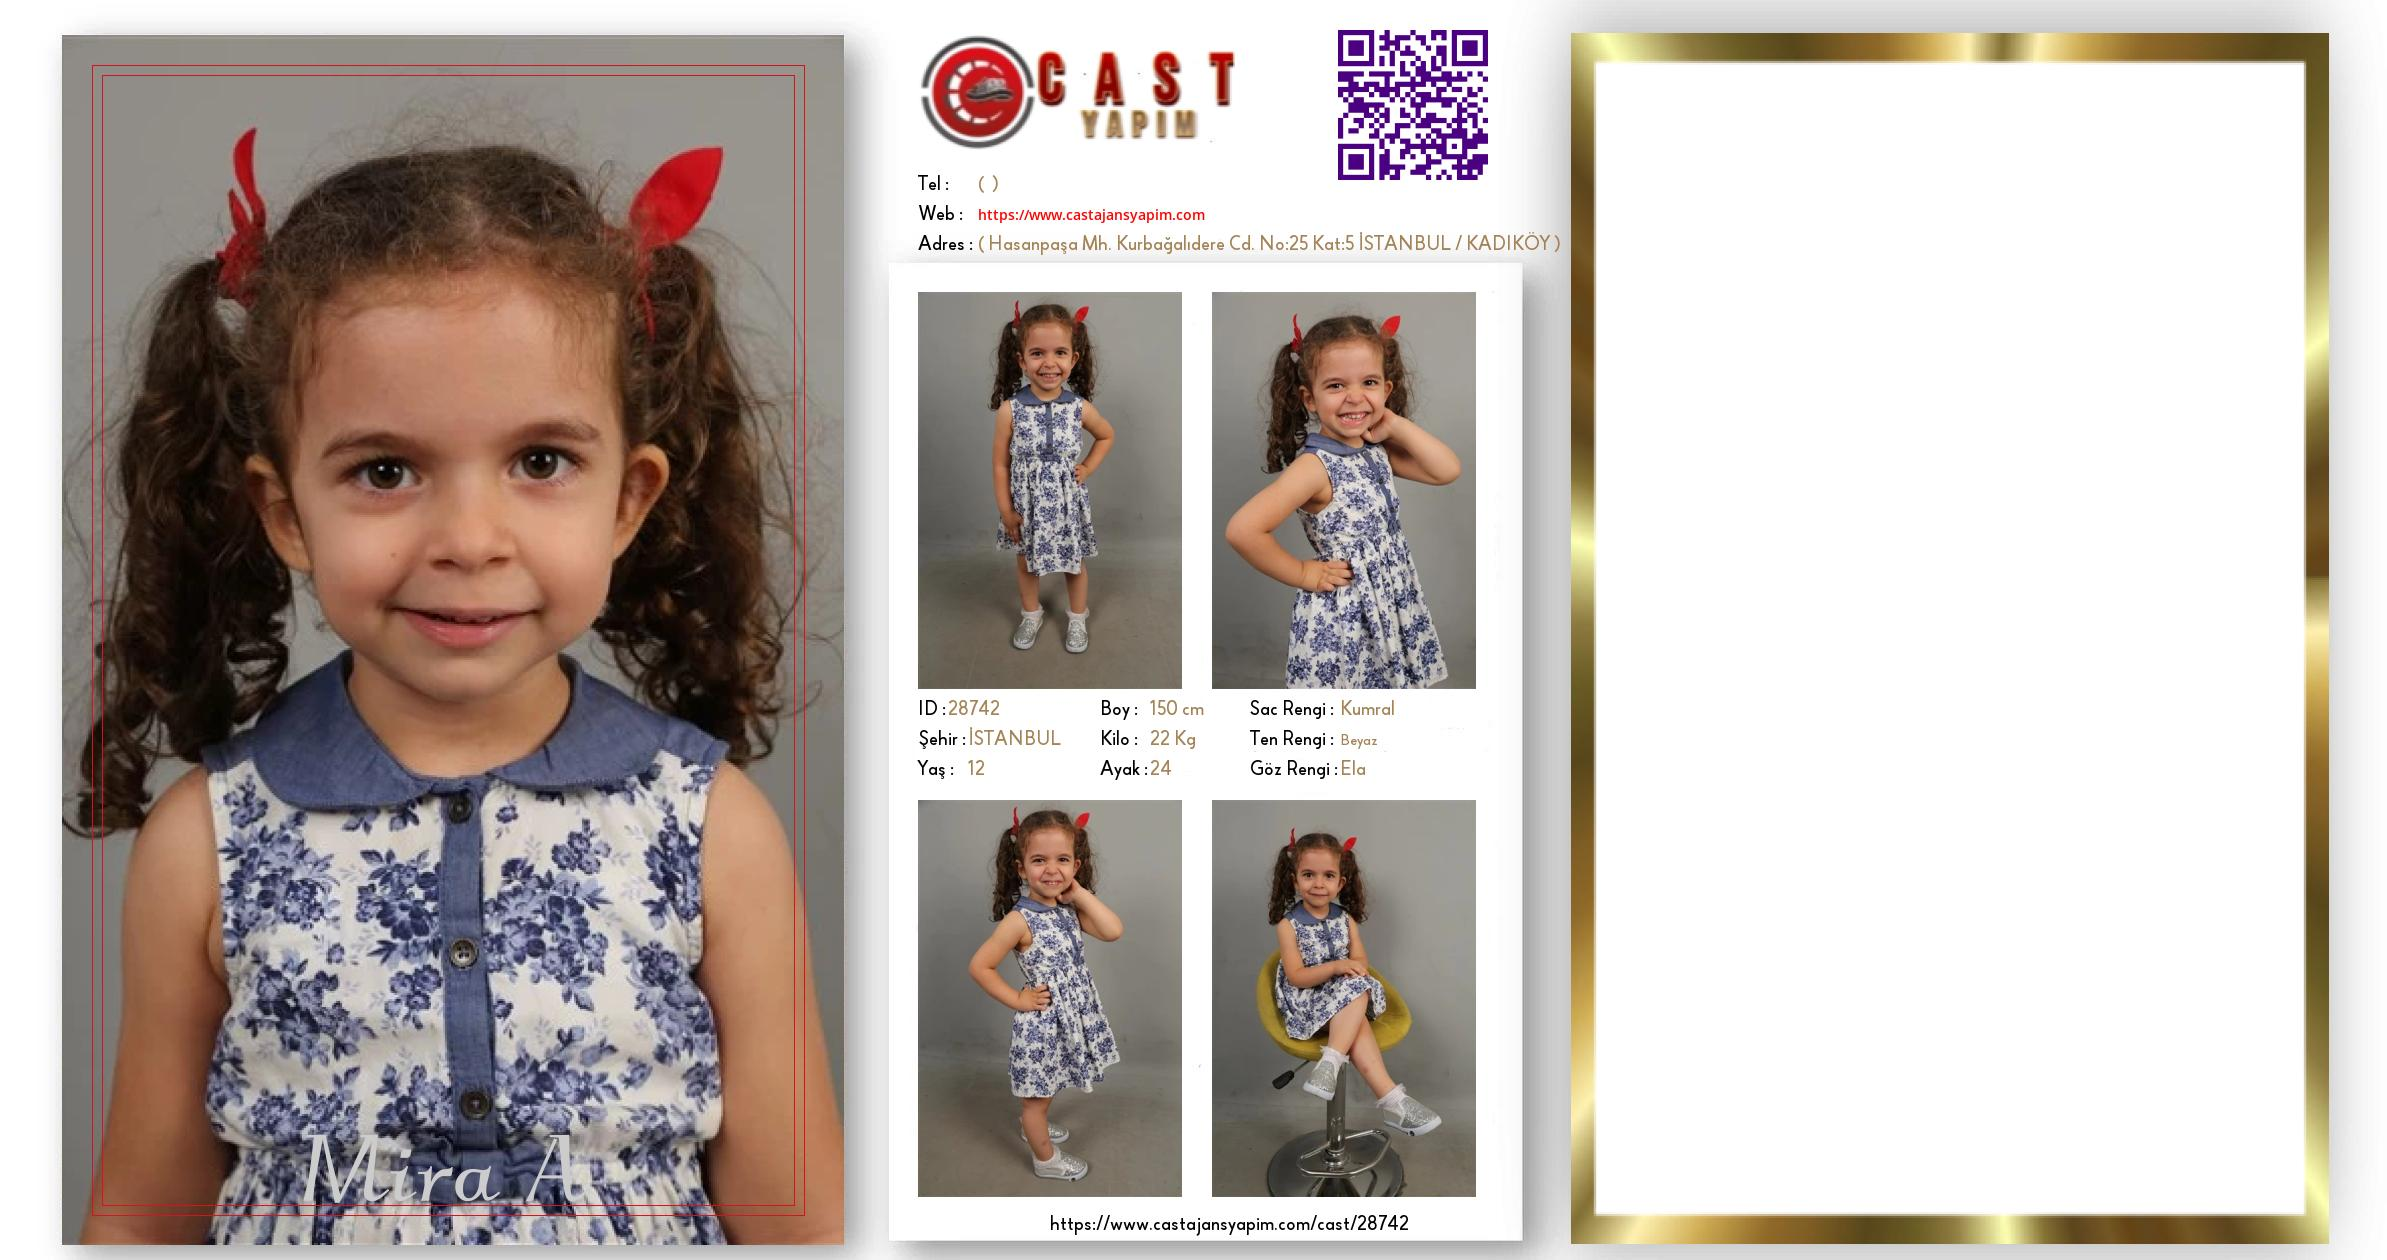 Mira A
CAST
YAPIM
Tel : ( )
Web : https://www.castajansyapim.com
Adres : ( Hasanpaşa Mh. Kurbağalıdere Cd. No:25 Kat:5 İSTANBUL / KADIKÖY )
ID : 28742 Boy : 150 cm Sac Rengi : Kumral
Şehir : İSTANBUL Kilo : 22 Kg Ten Rengi : Beyaz
Yaş : 12 Ayak : 24 Göz Rengi : Ela
https://www.castajansyapim.com/cast/28742